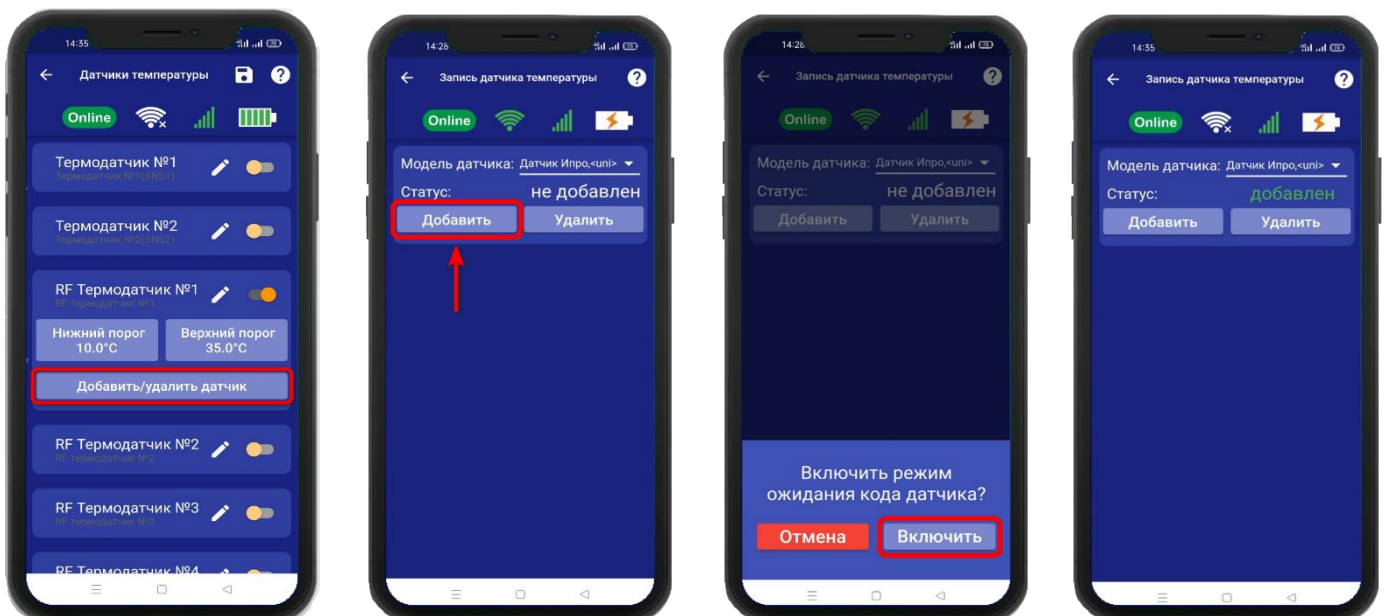 14:35
Датчики температуры
Online
Термодатчик №1
Термодатчик №1(SNS1)
Термодатчик №2
Термодатчик №2(SNS2)
RF Термодатчик №1
RF термодатчик №1
Нижний порог
10.0°C
Верхний порог
35.0°C
Добавить/удалить датчик
RF Термодатчик №2
RF термодатчик №2
RF Термодатчик №3
RF термодатчик №3
RF Термодатчик №4
14:28
Запись датчика температуры
Online
Модель датчика: Датчик Ипро,<uni>
Статус: не добавлен
Добавить Удалить
14:28
Запись датчика температуры
Online
Модель датчика: Датчик Ипро,<uni>
Статус: не добавлен
Добавить Удалить
Включить режим
ожидания кода датчика?
Отмена Включить
14:35
Запись датчика температуры
Online
Модель датчика: Датчик Ипро,<uni>
Статус: добавлен
Добавить Удалить